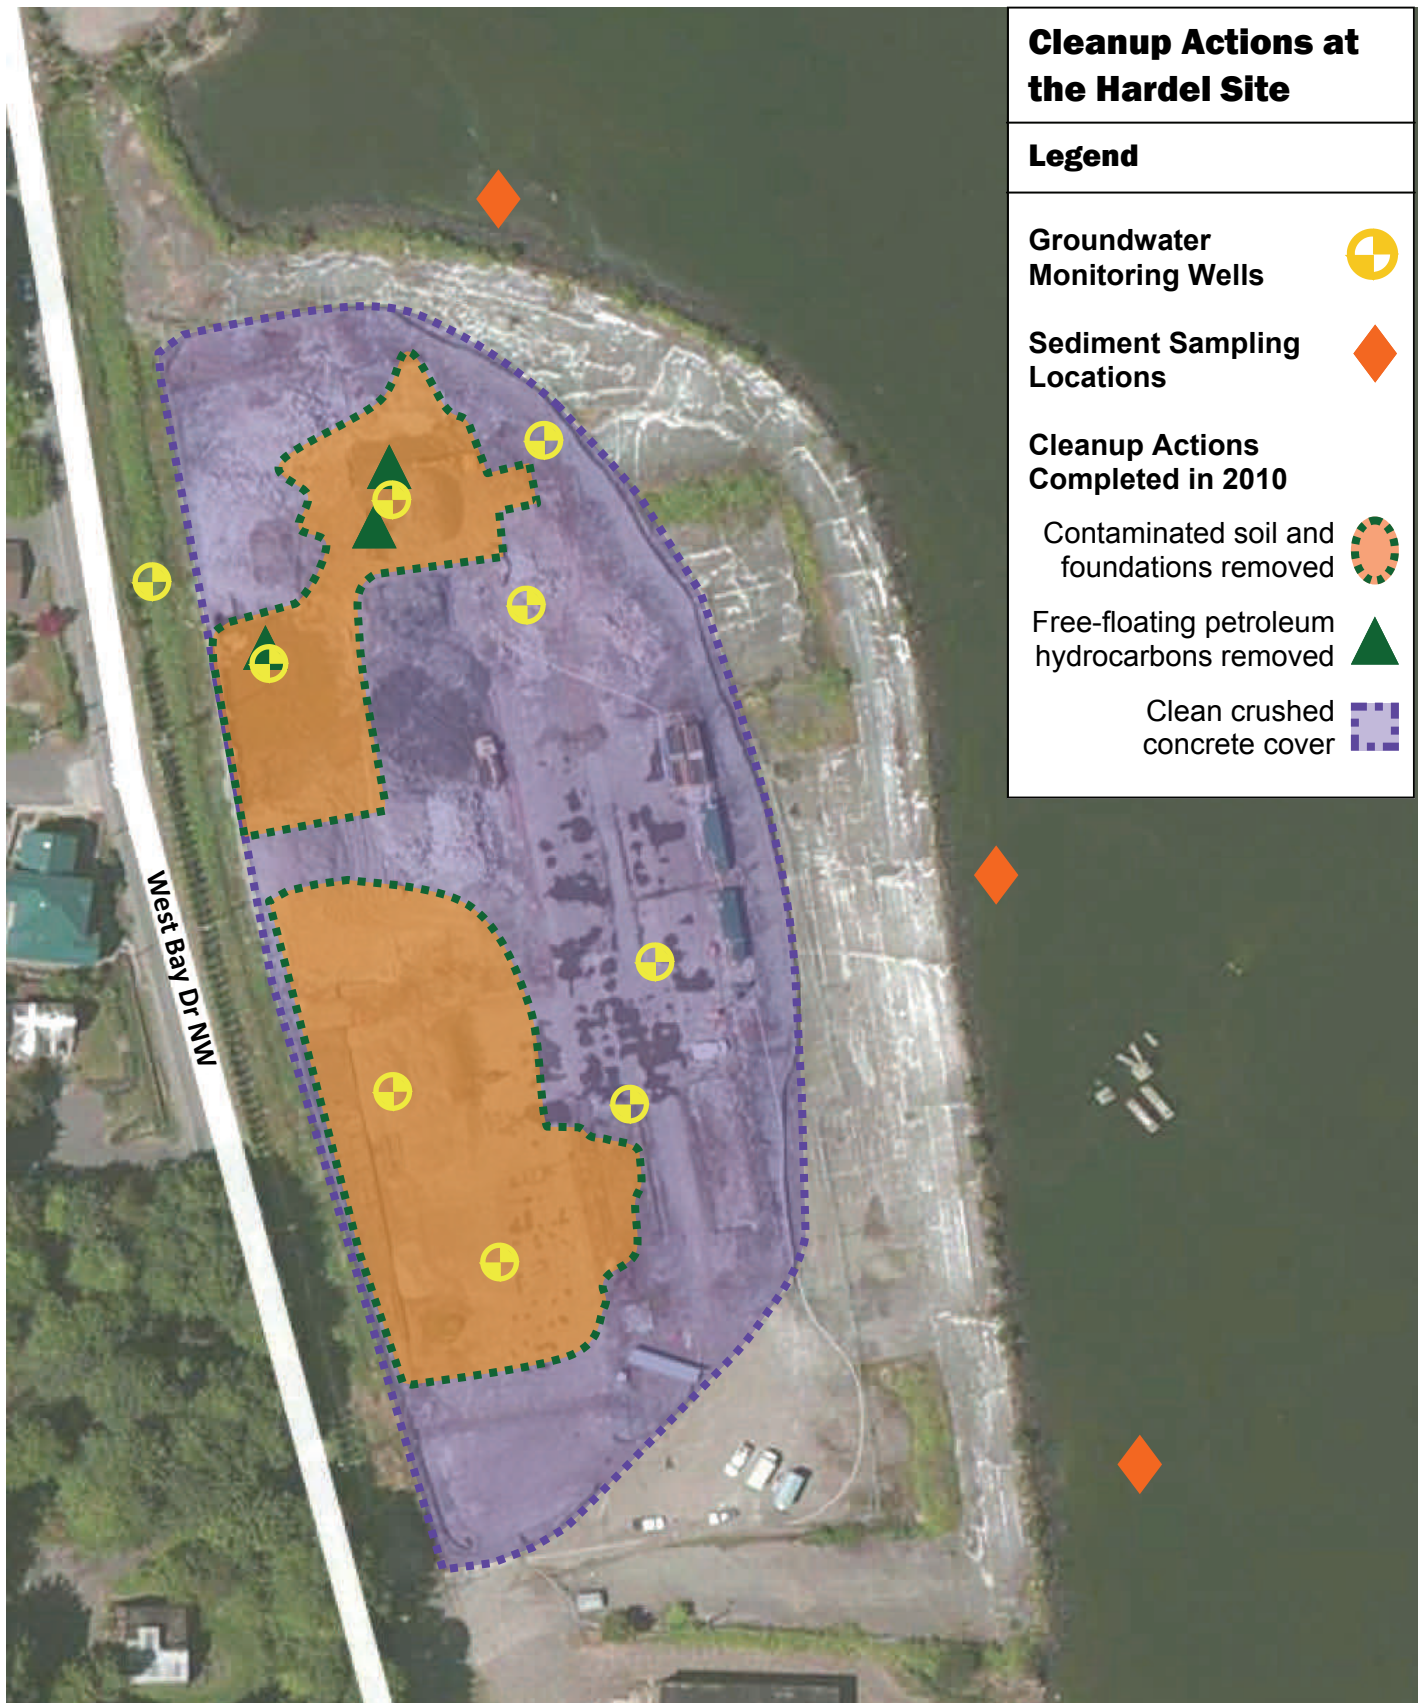 Cleanup Actions at
the Hardel Site
Legend
Groundwater
Monitoring Wells
Sediment Sampling
Locations
Cleanup Actions
Completed in 2010
Contaminated soil and
foundations removed
Free-floating petroleum
hydrocarbons removed
Clean crushed
concrete cover
West Bay Dr NW